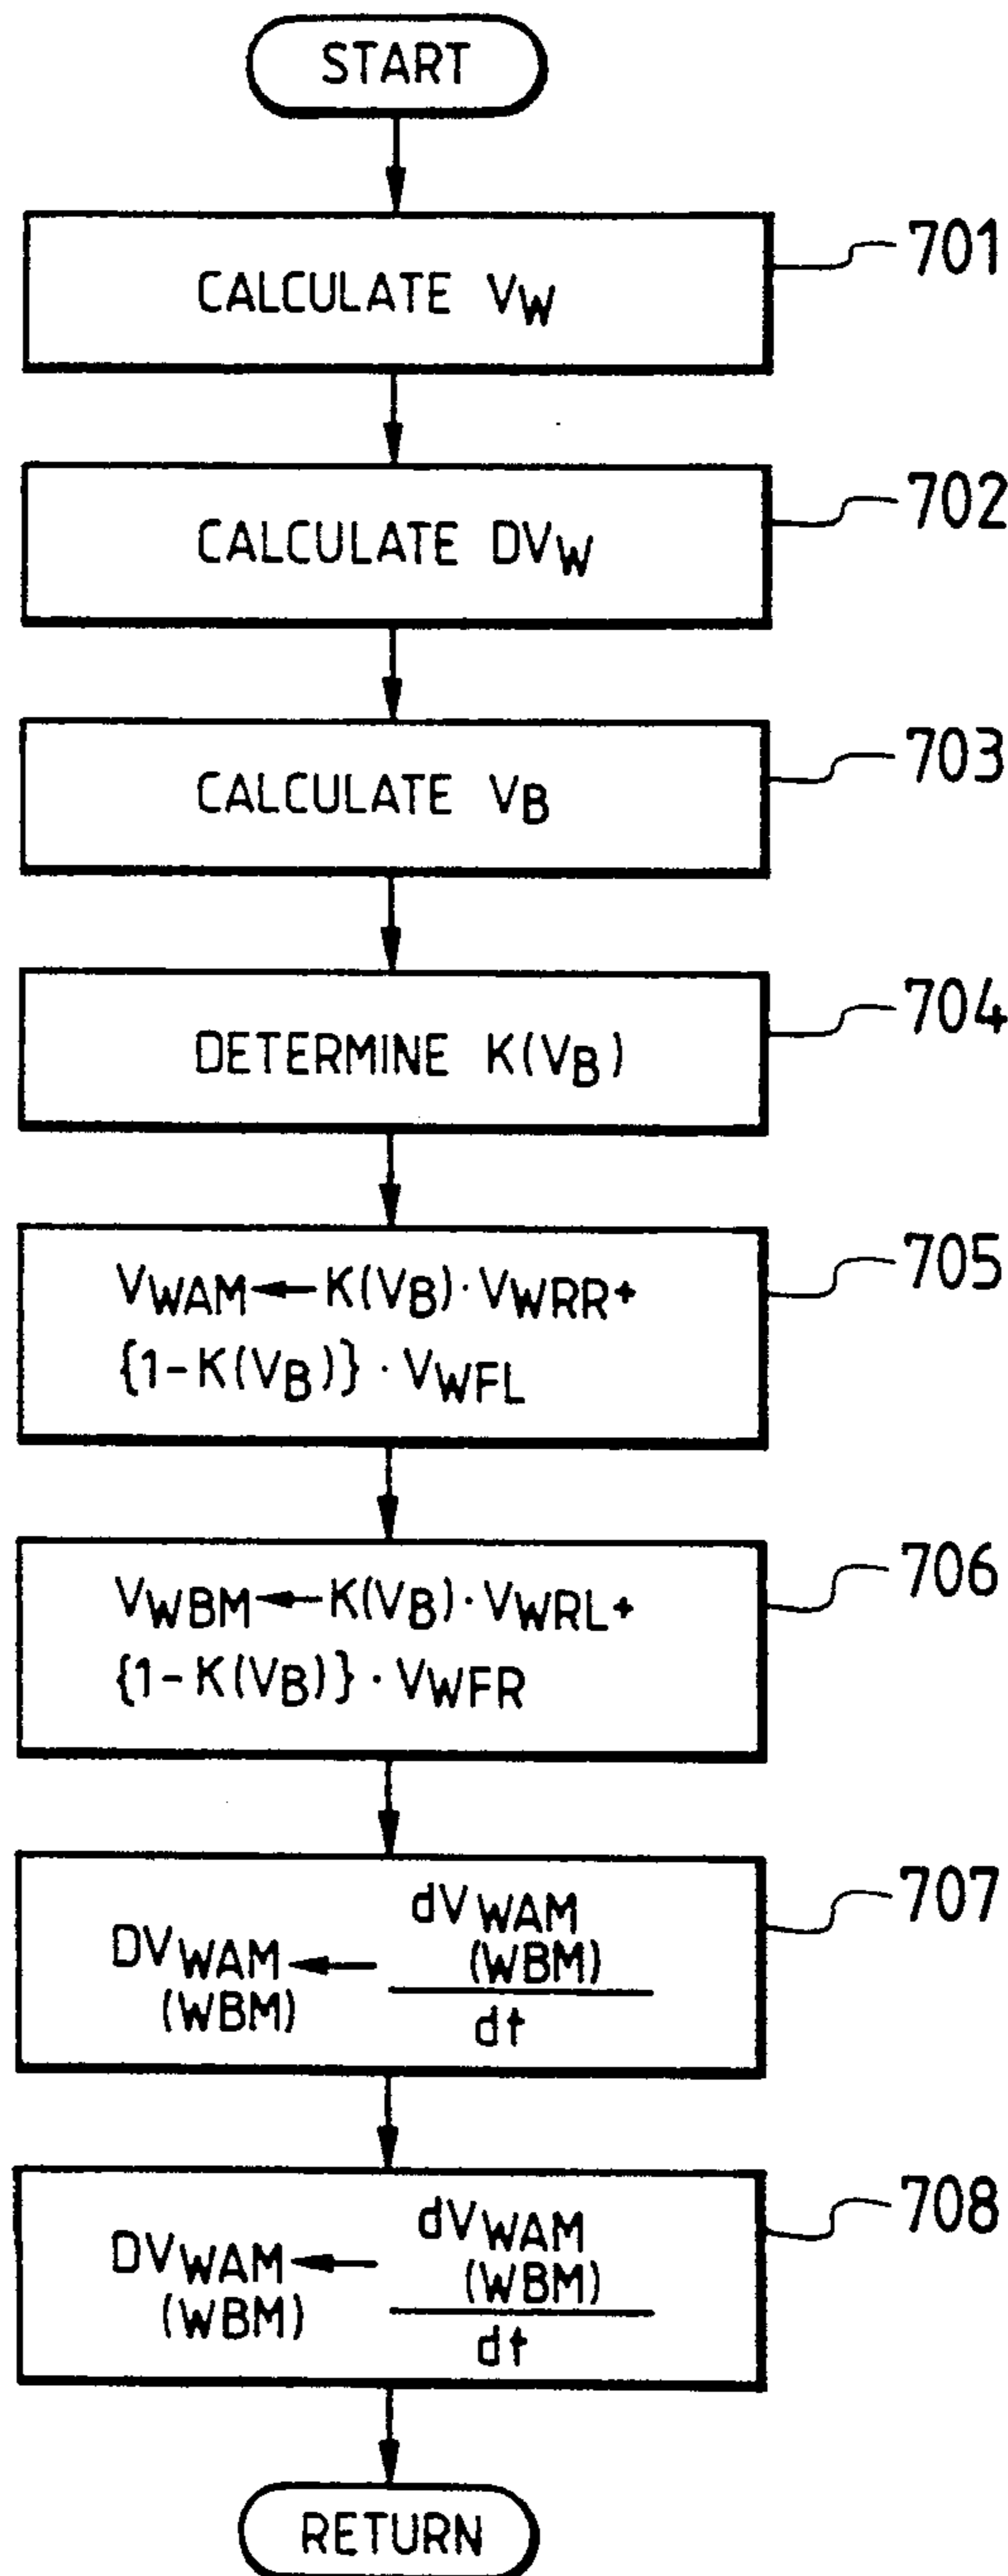 START
CALCULATE VW
701
CALCULATE DVW
702
CALCULATE VB
703
DETERMINE K(VB)
704
VWAM ← K(VB) · VWRR +
{1 - K(VB)} · VWFL
705
VWBM ← K(VB) · VWRL +
{1 - K(VB)} · VWFR
706
dVWAM
(WBM)
DVWAM ←
(WBM)
dt
707
dVWAM
(WBM)
DVWAM ←
(WBM)
dt
708
RETURN